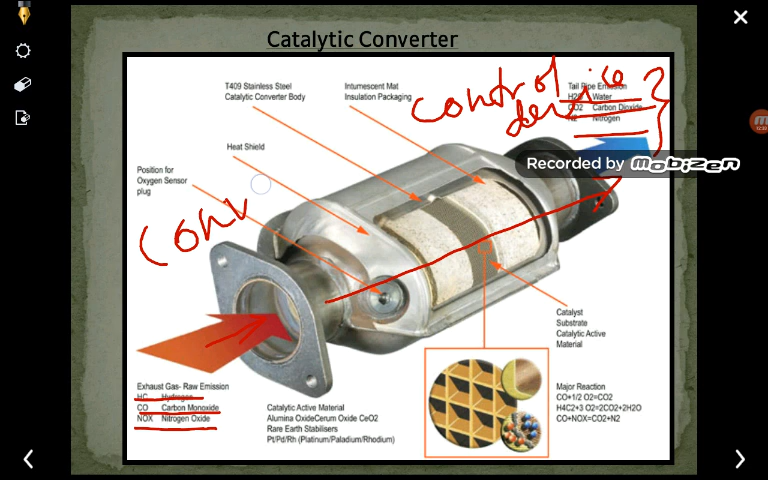 Catalytic Converter
T409 Stainless Steel
Catalytic Converter Body
Intumescent Mat
Insulation Packaging
control
device
Tail Pipe Emission
H2O Water
CO2 Carbon Dioxide
N2 Nitrogen
Heat Shield
Recorded by mobizen
Position for
Oxygen Sensor
plug
Conv
Catalyst
Substrate
Catalytic Active
Material
Exhaust Gas- Raw Emission
HC Hydrogen
CO Carbon Monoxide
NOX Nitrogen Oxide
Catalytic Active Material
Alumina OxideCerum Oxide CeO2
Rare Earth Stabilisers
Pt/Pd/Rh (Platinum/Paladium/Rhodium)
Major Reaction
CO+1/2 O2=CO2
H4C2+3 O2=2CO2+2H2O
CO+NOX=CO2+N2